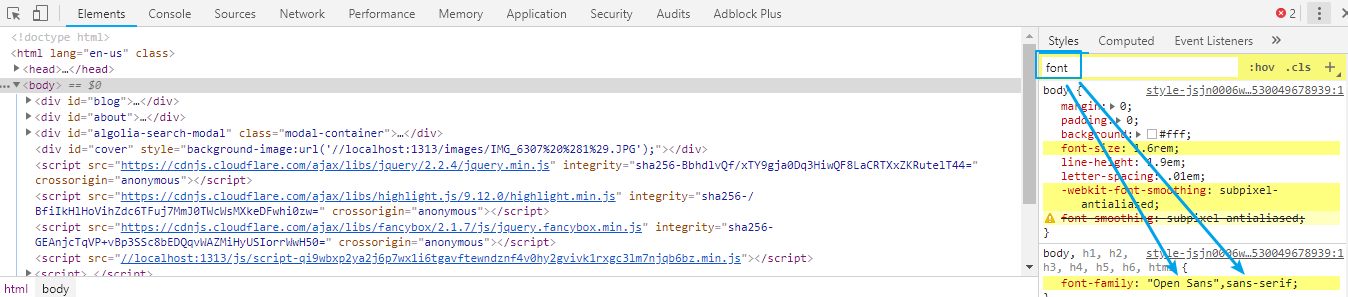 Elements Console Sources Network Performance Memory Application Security Audits Adblock Plus 2
<!doctype html>
<html lang="en-us" class>
<head>…</head>
<body> == $0
<div id="blog">…</div>
<div id="about">…</div>
<div id="algolia-search-modal" class="modal-container">…</div>
<div id="cover" style="background-image:url('//localhost:1313/images/IMG_6307%20%281%29.JPG');"></div>
<script src="https://cdnjs.cloudflare.com/ajax/libs/jquery/2.2.4/jquery.min.js" integrity="sha256-BbhdlvQf/xTY9gja0Dq3HiwQF8LaCRTXxZKRutelT44="
crossorigin="anonymous"></script>
<script src="https://cdnjs.cloudflare.com/ajax/libs/highlight.js/9.12.0/highlight.min.js" integrity="sha256-/
BfiIkHlHoVihZdc6TFuj7MmJ0TWcWsMXkeDFwhi0zw=" crossorigin="anonymous"></script>
<script src="https://cdnjs.cloudflare.com/ajax/libs/fancybox/2.1.7/js/jquery.fancybox.min.js" integrity="sha256-
GEAnjcTqVP+vBp3SSc8bEDQqvWAZMiHyUSIorrWwH50=" crossorigin="anonymous"></script>
<script src="//localhost:1313/js/script-qi9wbxp2ya2j6p7wx1i6tgavftewndznf4v0hy2gvivk1rxgc3lm7njqb6bz.min.js"></script>
<script> </script>
html body
Styles Computed Event Listeners »
font :hov .cls +
body { style-jsjn0006w…530049678939:1
margin: 0;
padding: 0;
background: #fff;
font-size: 1.6rem;
line-height: 1.9em;
letter-spacing: .01em;
-webkit-font-smoothing: subpixel-
antialiased;
font-smoothing: subpixel-antialiased;
}
body, h1, h2, style-jsjn0006w…530049678939:1
h3, h4, h5, h6, html {
font-family: "Open Sans",sans-serif;